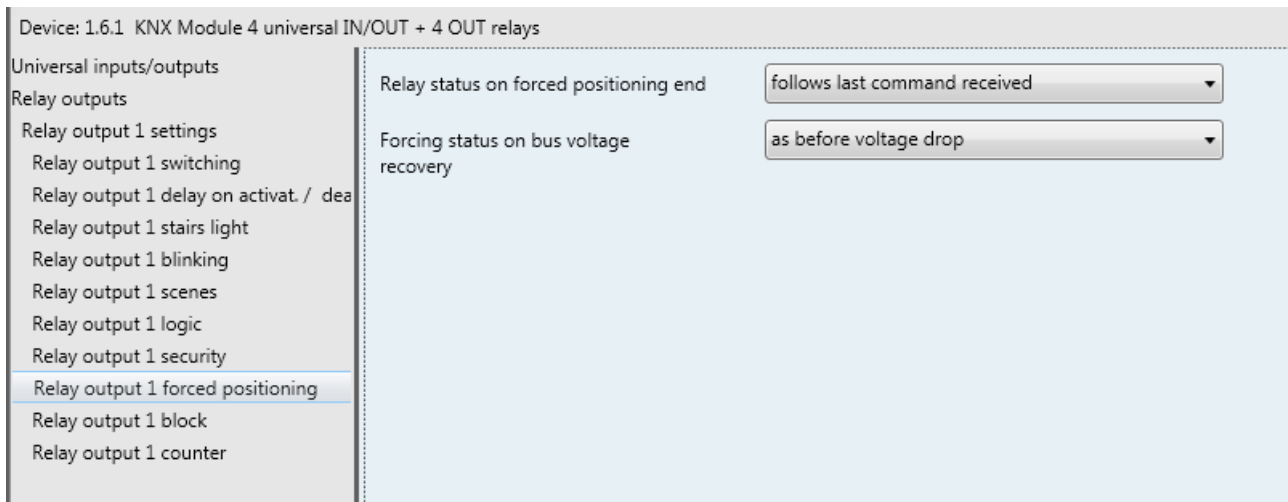 Device: 1.6.1 KNX Module 4 universal IN/OUT + 4 OUT relays
Universal inputs/outputs
Relay outputs
Relay output 1 settings
Relay output 1 switching
Relay output 1 delay on activat. / dea
Relay output 1 stairs light
Relay output 1 blinking
Relay output 1 scenes
Relay output 1 logic
Relay output 1 security
Relay output 1 forced positioning
Relay output 1 block
Relay output 1 counter
Relay status on forced positioning end
follows last command received
Forcing status on bus voltage
recovery
as before voltage drop